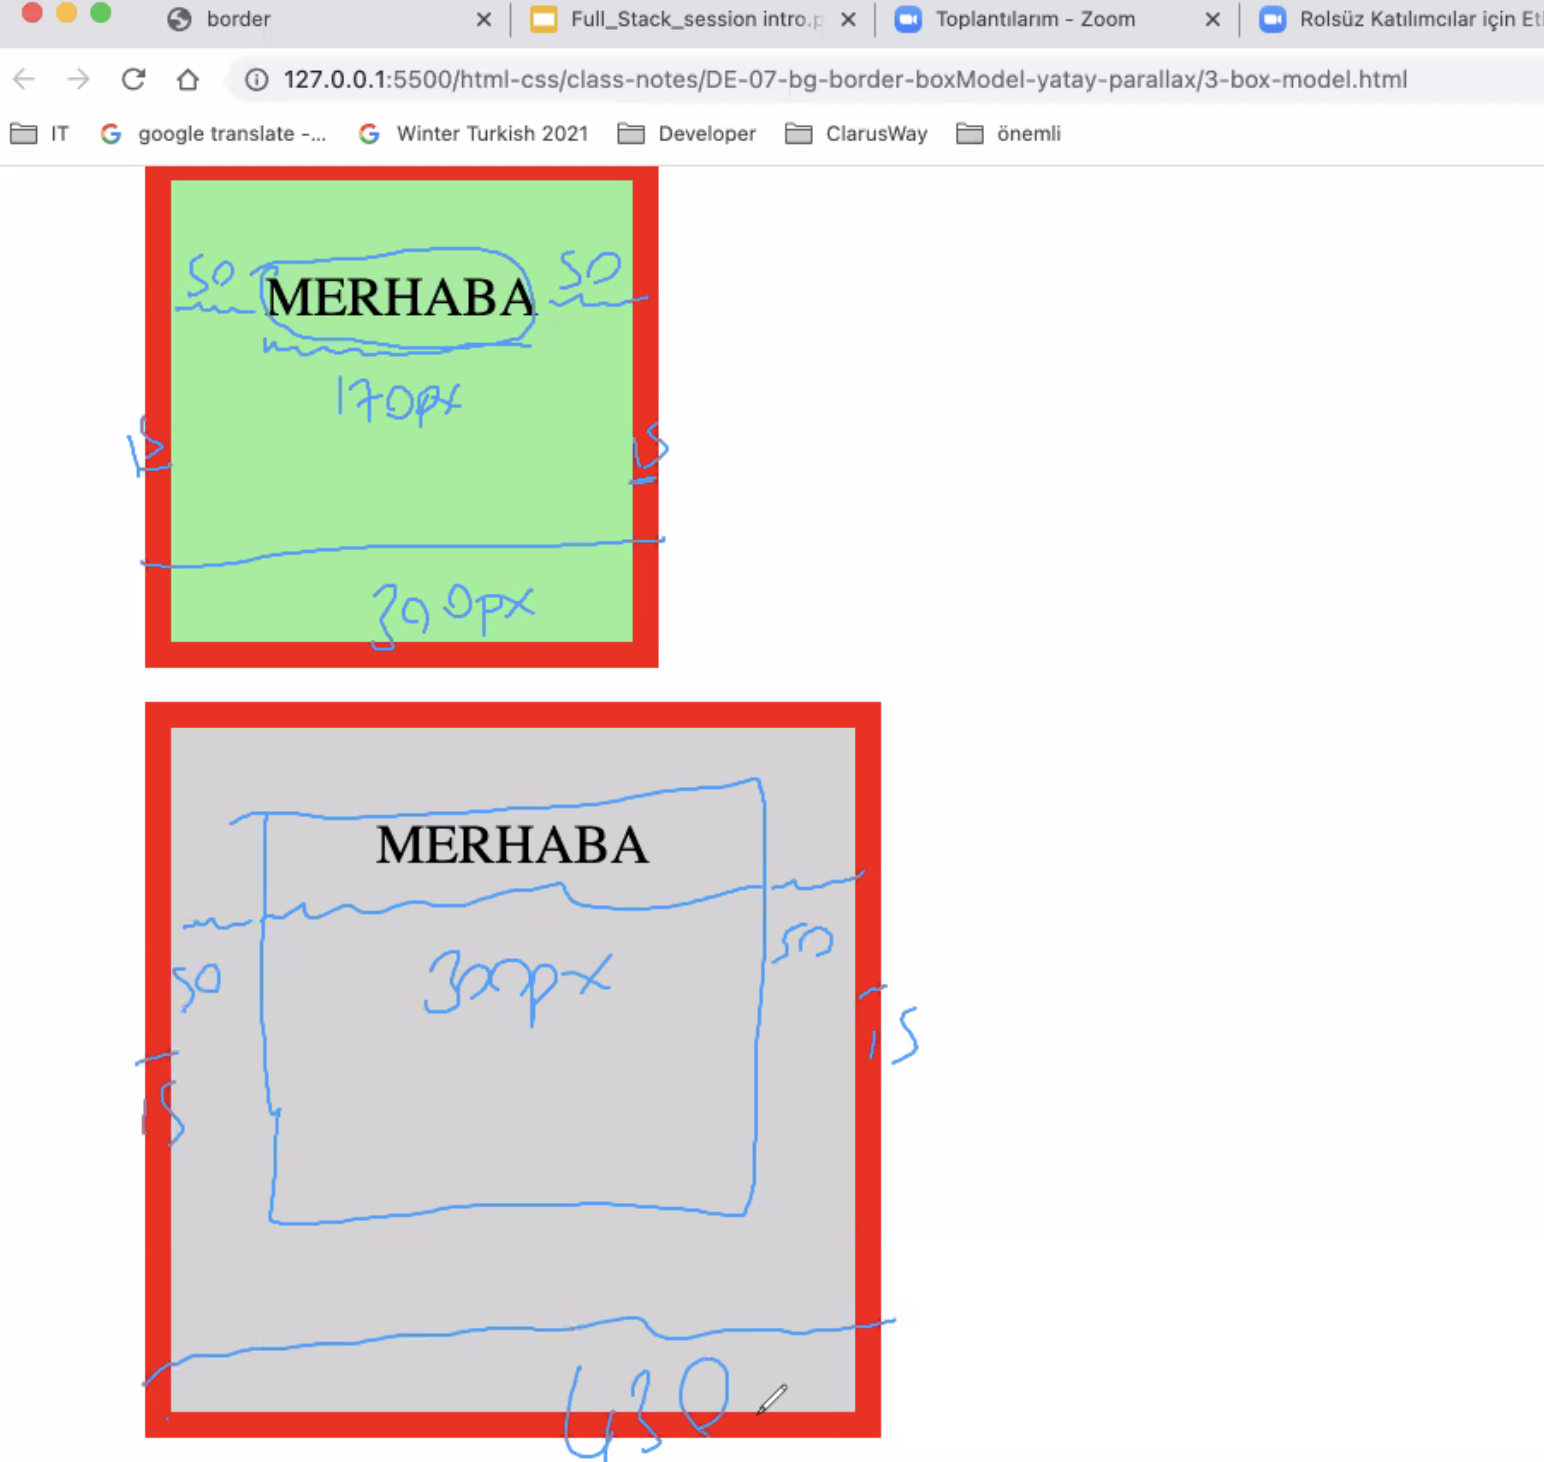 border
Full_Stack_session intro.p
Toplantılarım - Zoom
Rolsüz Katılımcılar için Et
127.0.0.1:5500/html-css/class-notes/DE-07-bg-border-boxModel-yatay-parallax/3-box-model.html
IT
google translate -...
Winter Turkish 2021
Developer
ClarusWay
önemli
50 MERHABA 50
170px
15 15
300px
MERHABA
50 300px 50
15 15
430